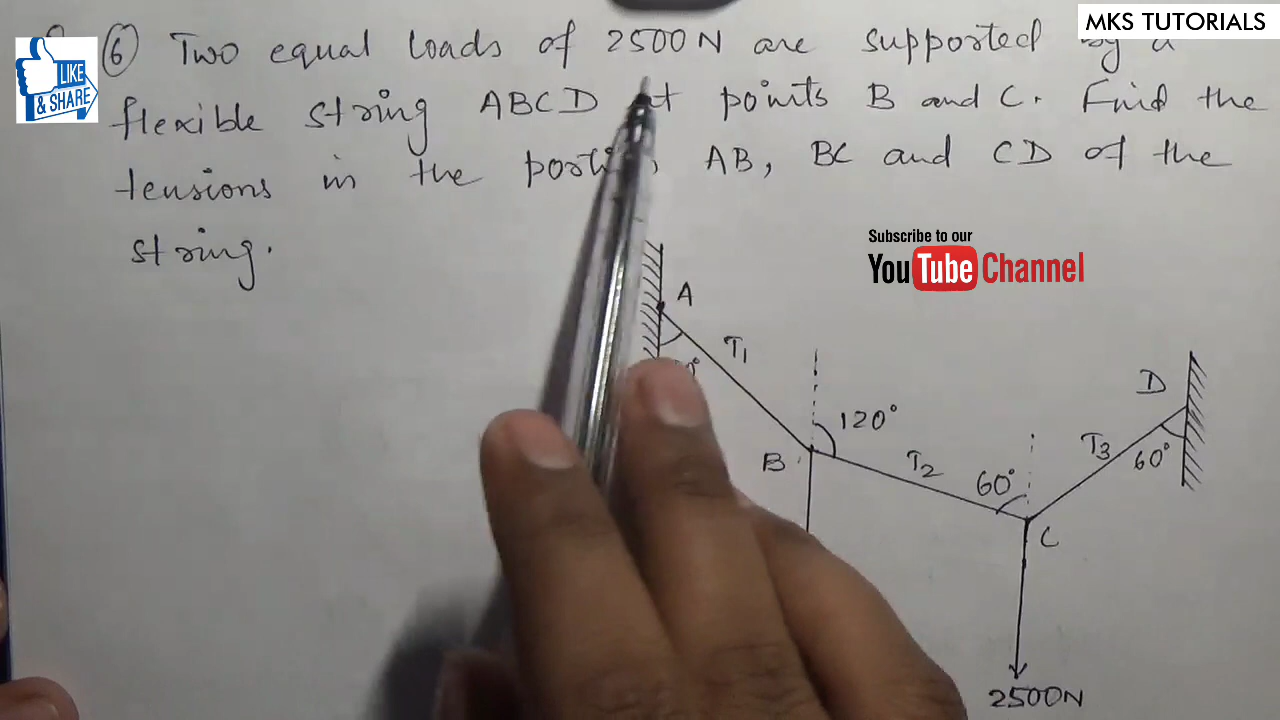 MKS TUTORIALS
LIKE
& SHARE
⑥ Two equal loads of 2500 N are supported by a
flexible string ABCD at points B and C. Find the
tensions in the AB, BC and CD of the
string.
Subscribe to our
YouTube Channel
A
T1
D
120°
T3
B
T2
60°
60°
C
2500N